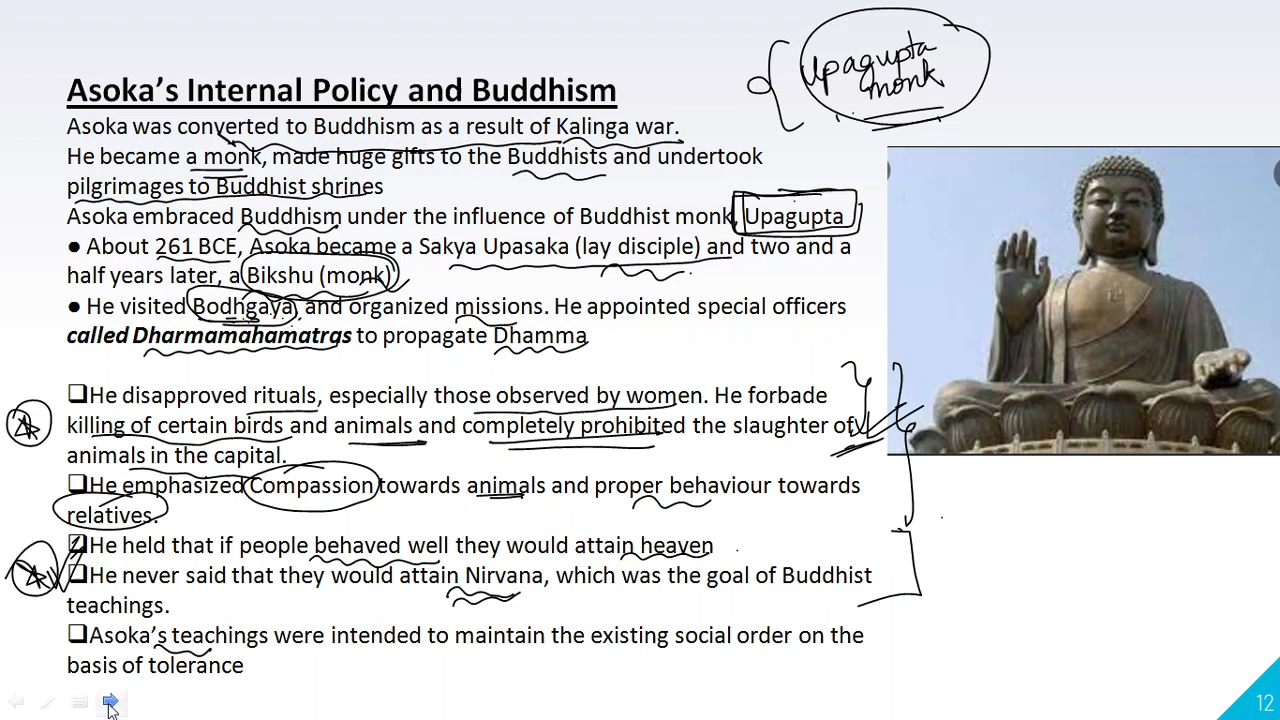 Upagupta
monk
Asoka's Internal Policy and Buddhism
Asoka was converted to Buddhism as a result of Kalinga war.
He became a monk, made huge gifts to the Buddhists and undertook
pilgrimages to Buddhist shrines
Asoka embraced Buddhism under the influence of Buddhist monk, Upagupta
● About 261 BCE, Asoka became a Sakya Upasaka (lay disciple) and two and a
half years later, a Bikshu (monk)
● He visited Bodhgaya, and organized missions. He appointed special officers
called Dharmamahamatras to propagate Dhamma
❑He disapproved rituals, especially those observed by women. He forbade
killing of certain birds and animals and completely prohibited the slaughter of
animals in the capital.
❑He emphasized Compassion towards animals and proper behaviour towards
relatives.
❑He held that if people behaved well they would attain heaven
❑He never said that they would attain Nirvana, which was the goal of Buddhist
teachings.
❑Asoka's teachings were intended to maintain the existing social order on the
basis of tolerance
12